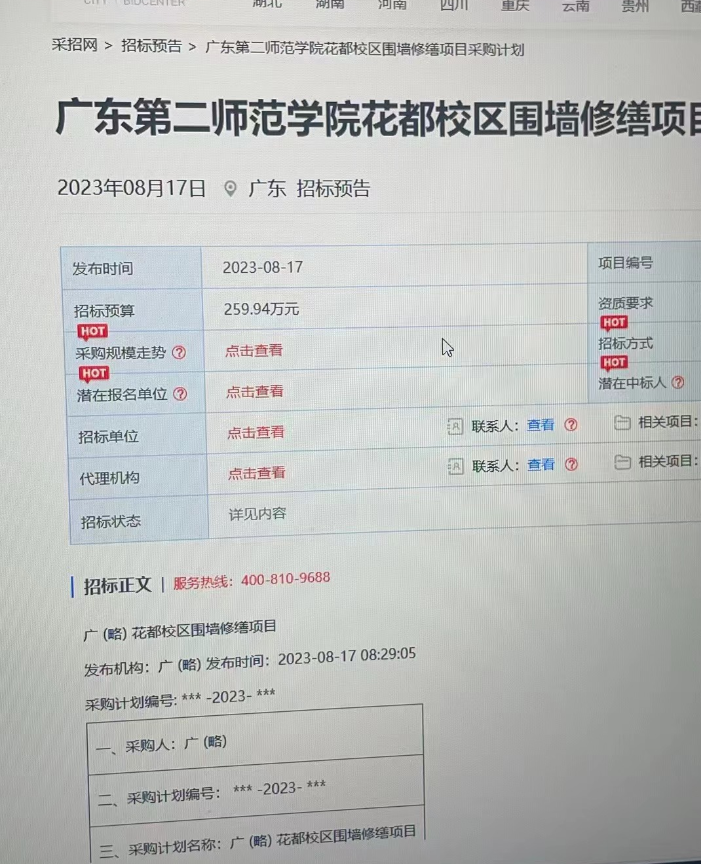 CITY | BIOCENTER
湖北 湖南 河南 四川 重庆 云南 贵州
采招网 > 招标预告 > 广东第二师范学院花都校区围墙修缮项目采购计划
广东第二师范学院花都校区围墙修缮项目
2023年08月17日 广东 招标预告
发布时间 2023-08-17 项目编号
招标预算 259.94万元 资质要求
HOT HOT
采购规模走势 ? 点击查看 招标方式
HOT HOT
潜在报名单位 ? 点击查看 潜在中标人 ?
招标单位 点击查看 联系人: 查看 ? 相关项目:
代理机构 点击查看 联系人: 查看 ? 相关项目:
招标状态 详见内容
招标正文 | 服务热线: 400-810-9688
广 (略) 花都校区围墙修缮项目
发布机构: 广 (略) 发布时间: 2023-08-17 08:29:05
采购计划编号: *** -2023- ***
一、采购人: 广 (略)
二、采购计划编号: *** -2023- ***
三、采购计划名称: 广 (略) 花都校区围墙修缮项目